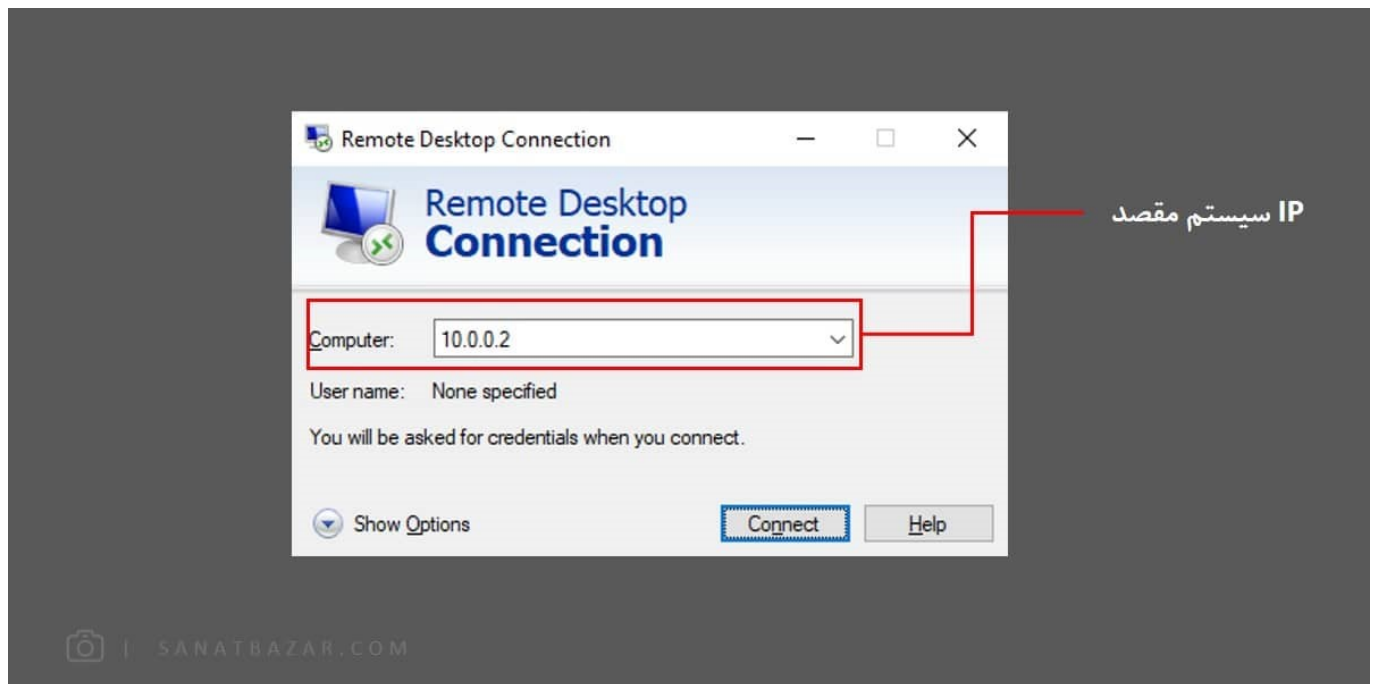 Remote Desktop Connection
Remote Desktop
Connection
IP سیستم مقصد
Computer: 10.0.0.2
User name: None specified
You will be asked for credentials when you connect.
Show Options
Connect
Help
| SANATBAZAR.COM